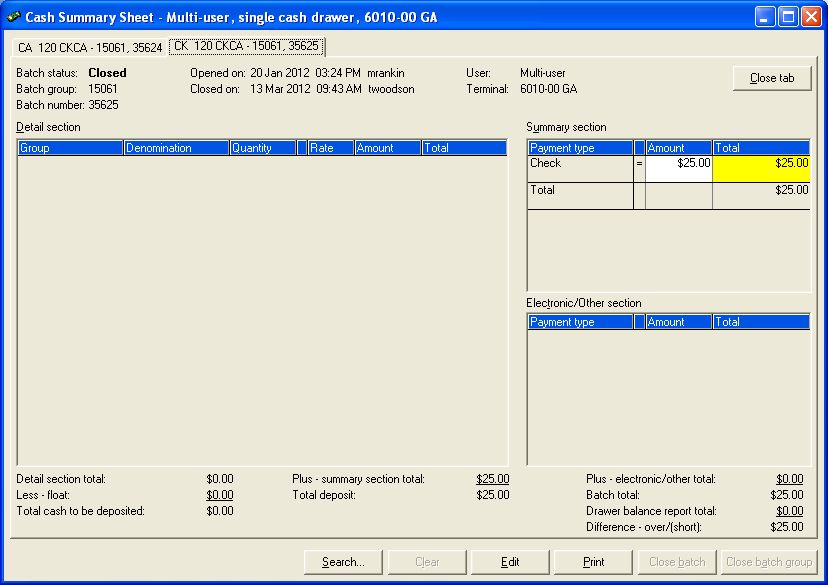 Cash Summary Sheet - Multi-user, single cash drawer, 6010-00 GA
CA 120 CKCA - 15061, 35624 CK 120 CKCA - 15061, 35625
Batch status: Closed Opened on: 20 Jan 2012 03:24 PM mrankin User: Multi-user Close tab
Batch group: 15061 Closed on: 13 Mar 2012 09:43 AM twoodson Terminal: 6010-00 GA
Batch number: 35625
Detail section Summary section
Group Denomination Quantity Rate Amount Total Payment type Amount Total
Check = $25.00 $25.00
Total $25.00
Electronic/Other section
Payment type Amount Total
Detail section total: $0.00 Plus - summary section total: $25.00 Plus - electronic/other total: $0.00
Less - float: $0.00 Total deposit: $25.00 Batch total: $25.00
Total cash to be deposited: $0.00 Drawer balance report total: $0.00
Difference - over/(short): $25.00
Search... Clear Edit Print Close batch Close batch group